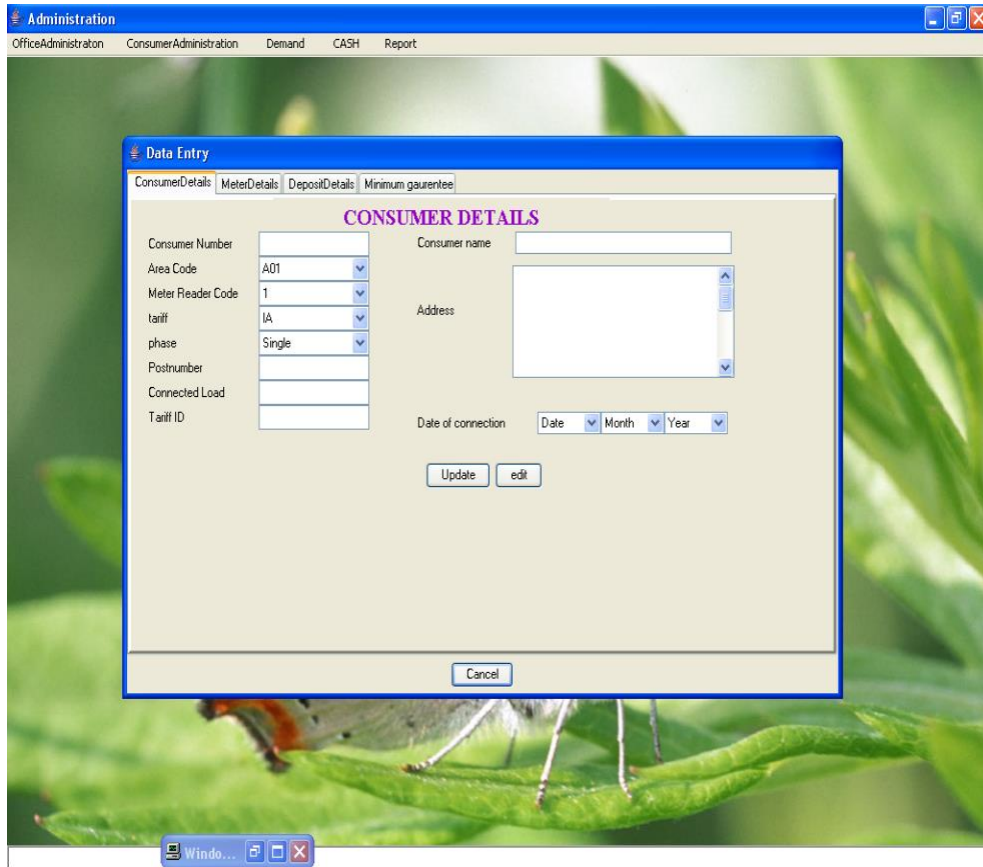 Administration
OfficeAdministraton ConsumerAdministration Demand CASH Report
Data Entry
ConsumerDetails MeterDetails DepositDetails Minimum gaurentee
CONSUMER DETAILS
Consumer Number Consumer name
Area Code A01
Meter Reader Code 1
Address
tariff IA
phase Single
Postnumber
Connected Load
Tariff ID
Date of connection Date Month Year
Update edit
Cancel
Windo...